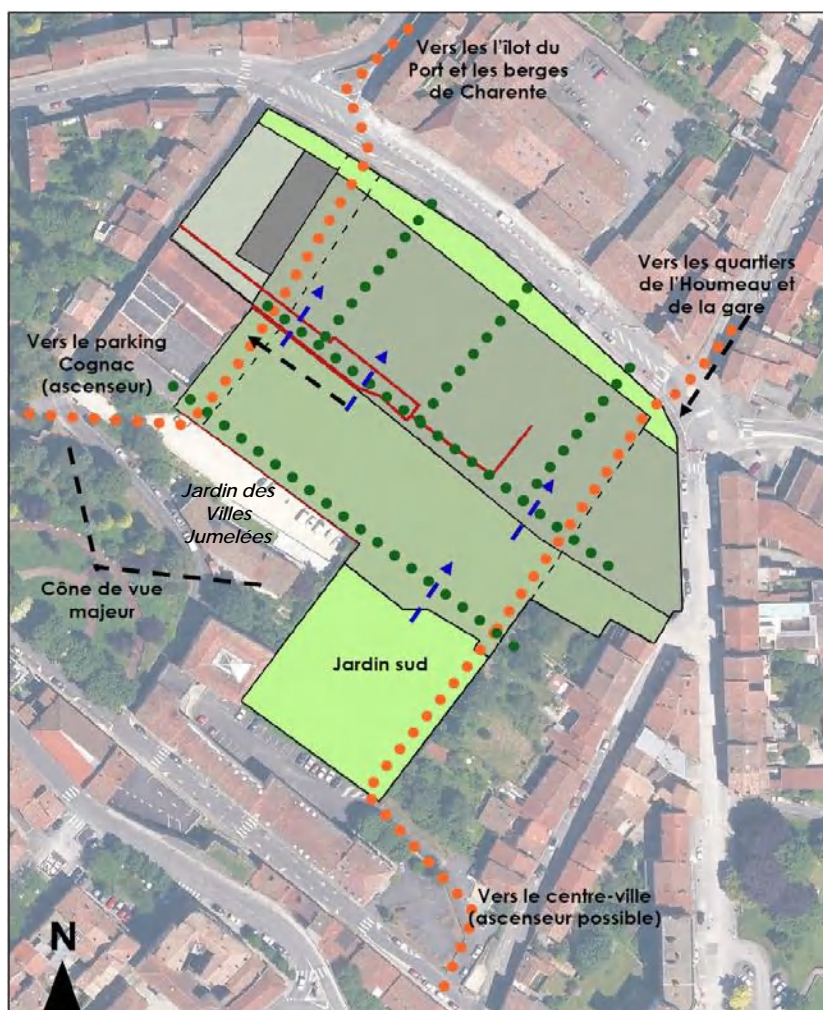 Vers les l'îlot du
Port et les berges
de Charente
Vers les quartiers
de l'Houmeau et
de la gare
Vers le parking
Cognac
(ascenseur)
Jardin des
Villes
Jumelées
Cône de vue
majeur
Jardin sud
Vers le centre-ville
(ascenseur possible)
N